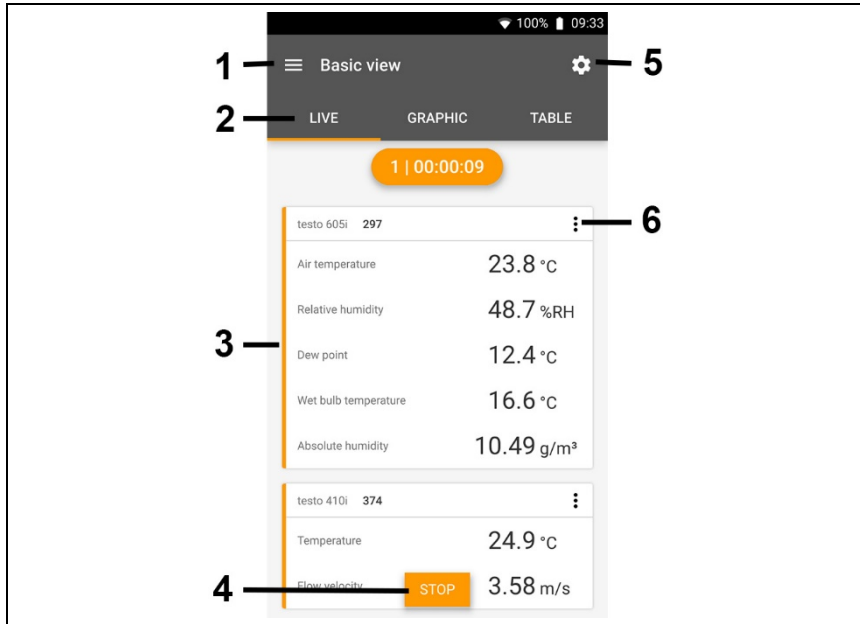 100% 09:33
1 Basic view 5
2 LIVE GRAPHIC TABLE
1 | 00:00:09
testo 605i 297 6
Air temperature 23.8 °C
Relative humidity 48.7 %RH
3
Dew point 12.4 °C
Wet bulb temperature 16.6 °C
Absolute humidity 10.49 g/m³
testo 410i 374
Temperature 24.9 °C
4 Flow velocity STOP 3.58 m/s